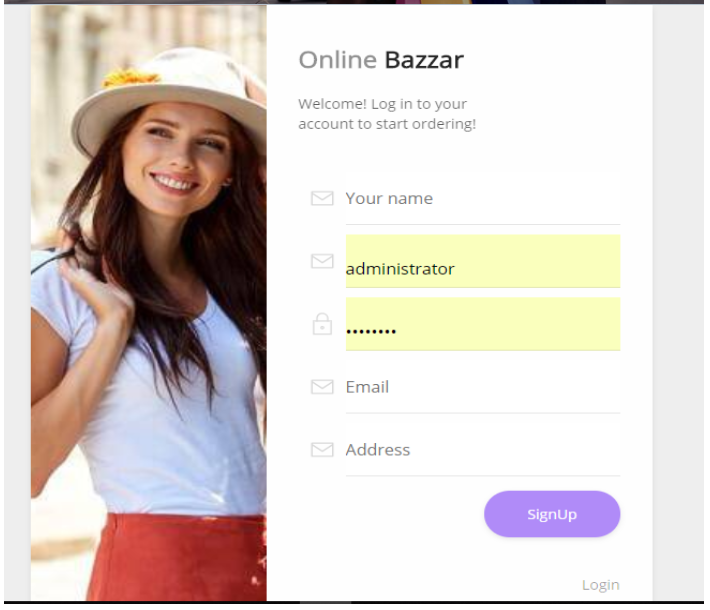 Online Bazzar
Welcome! Log in to your
account to start ordering!
Your name
administrator
••••••••
Email
Address
SignUp
Login